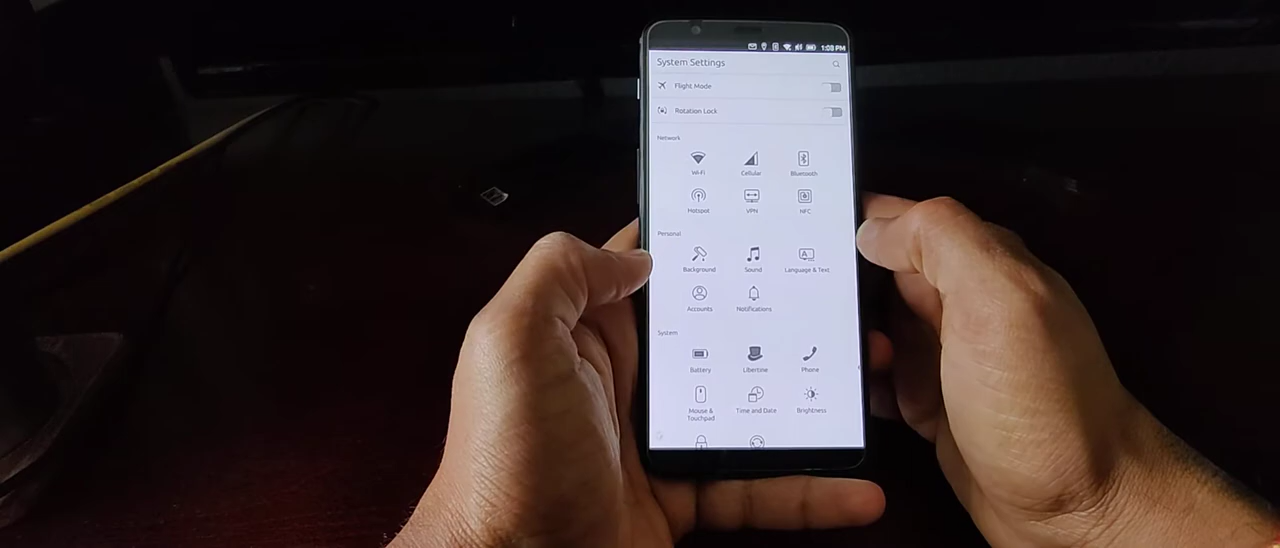 1:08 PM
System Settings
Flight Mode
Rotation Lock
Network
Wi-Fi Cellular Bluetooth
Hotspot VPN NFC
Personal
Background Sound Language & Text
Accounts Notifications
System
Battery Libertine Phone
Mouse & Time and Date Brightness
Touchpad